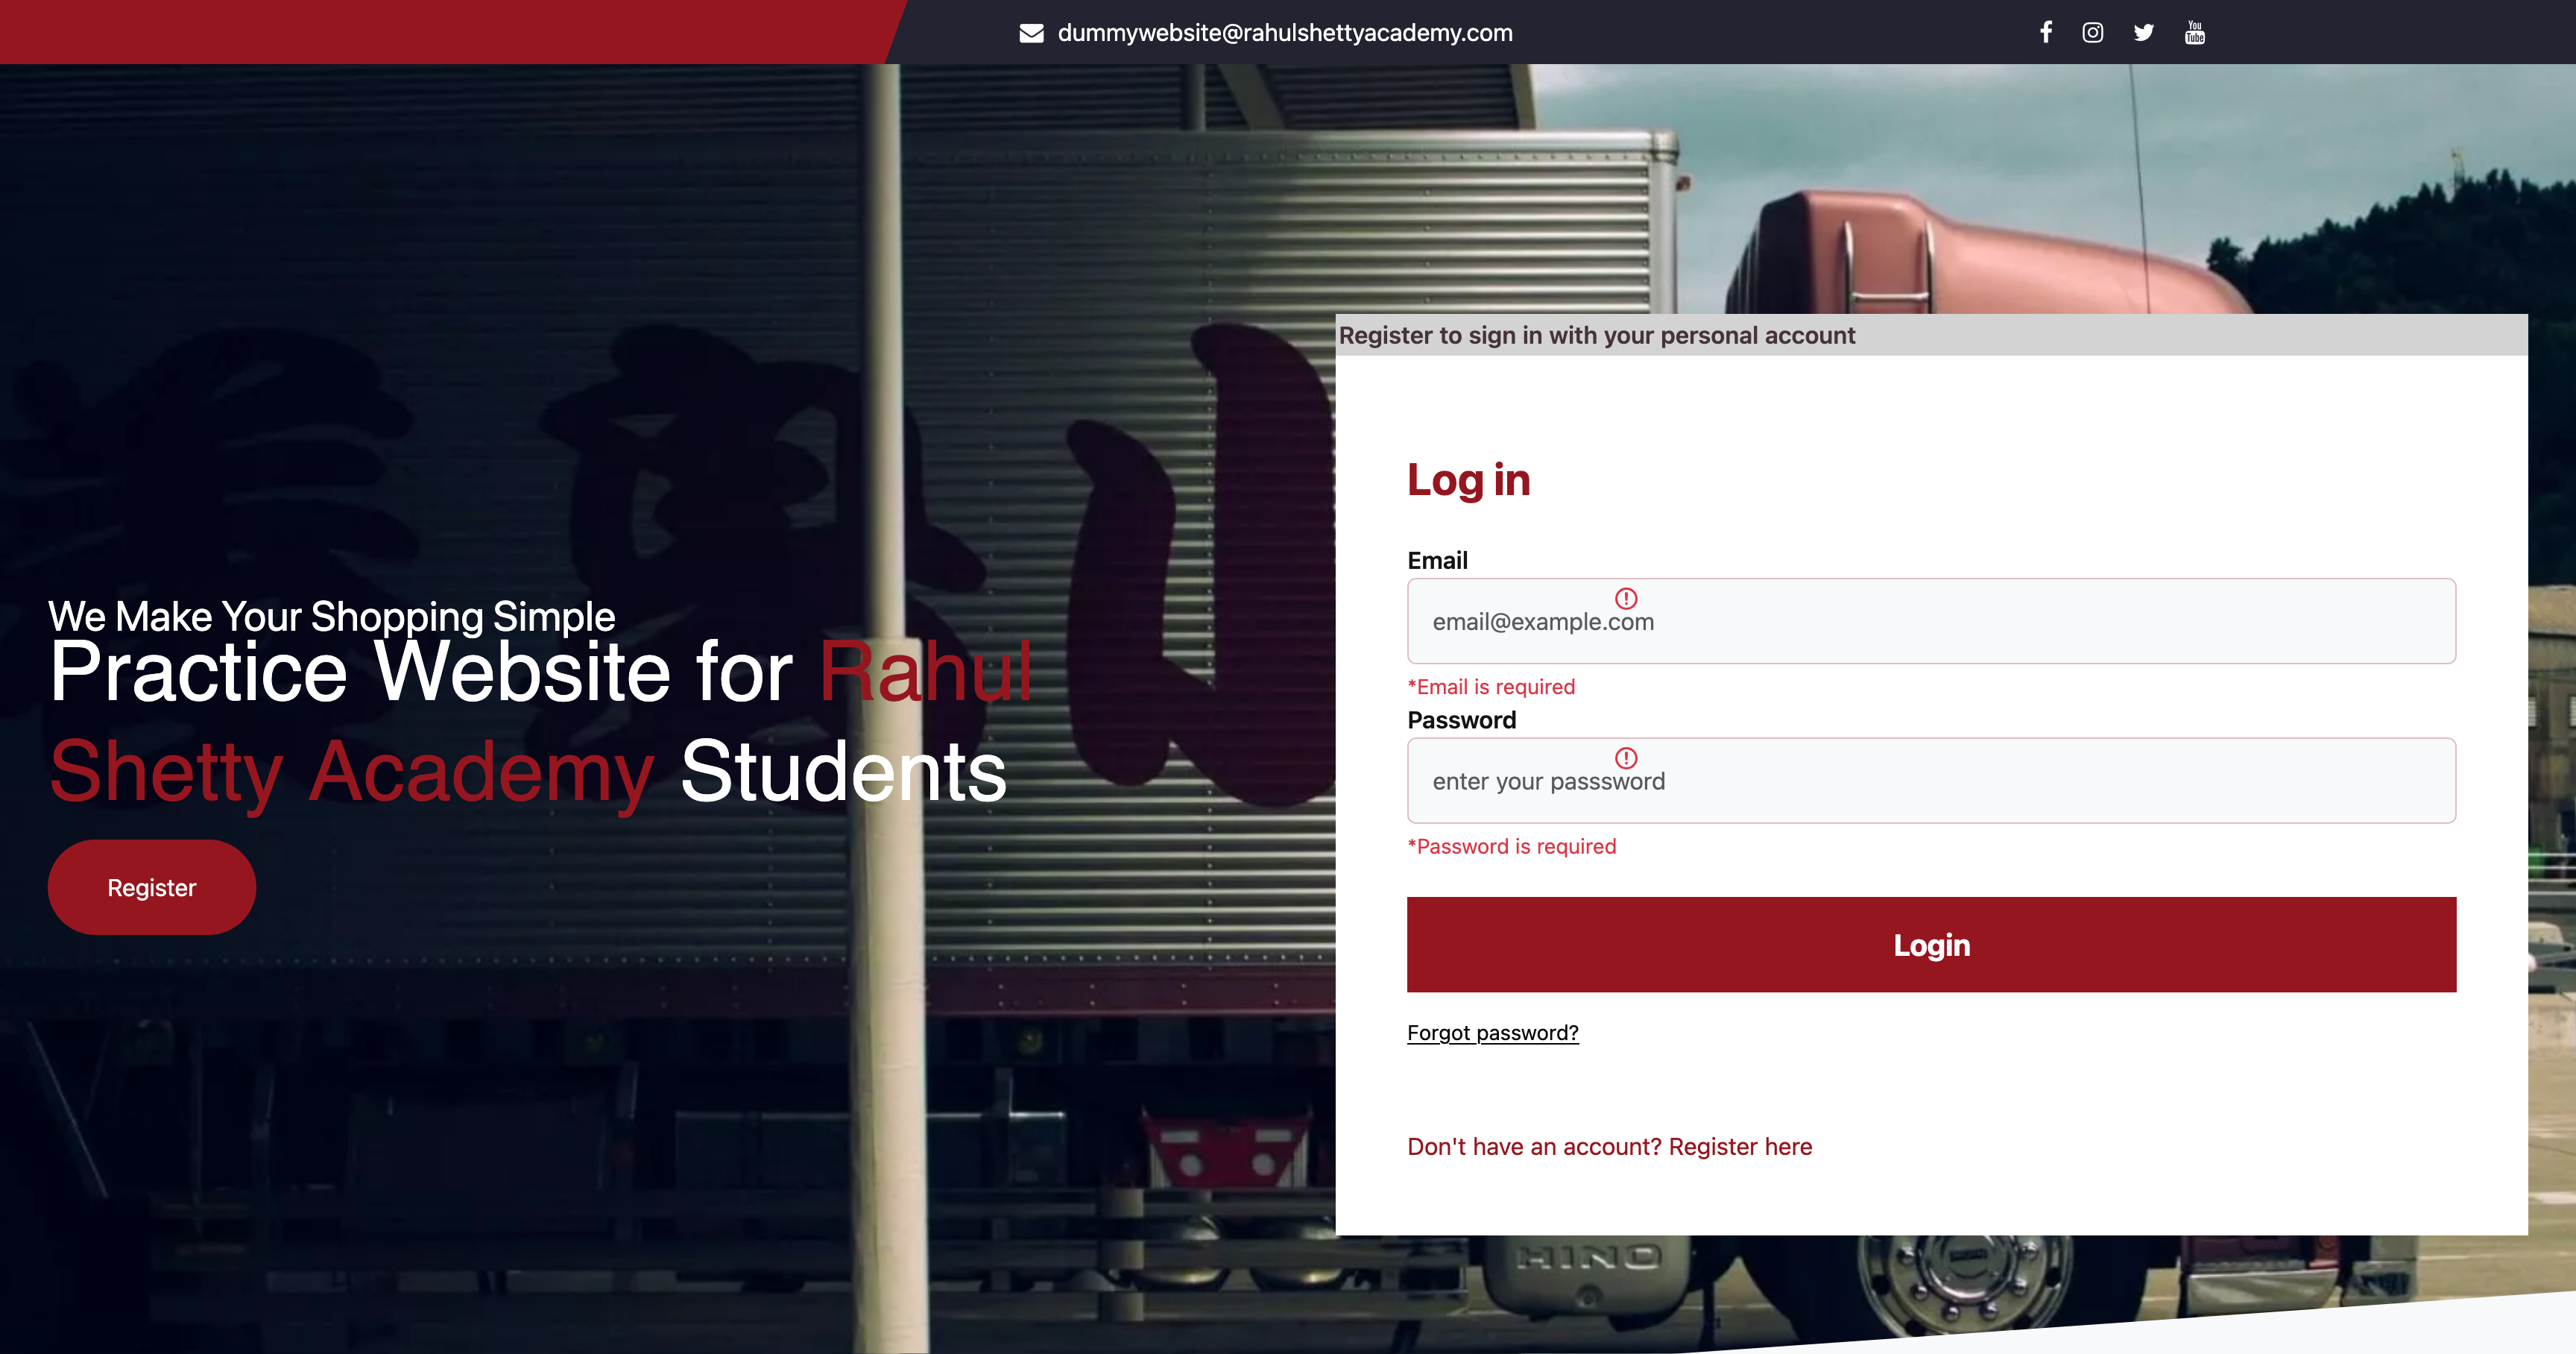 dummywebsite@rahulshettyacademy.com
You
Tube
Register to sign in with your personal account
Log in
Email
email@example.com
*Email is required
Password
enter your passsword
*Password is required
Login
Forgot password?
Don't have an account? Register here
We Make Your Shopping Simple
Practice Website for Rahul
Shetty Academy Students
Register
HINO